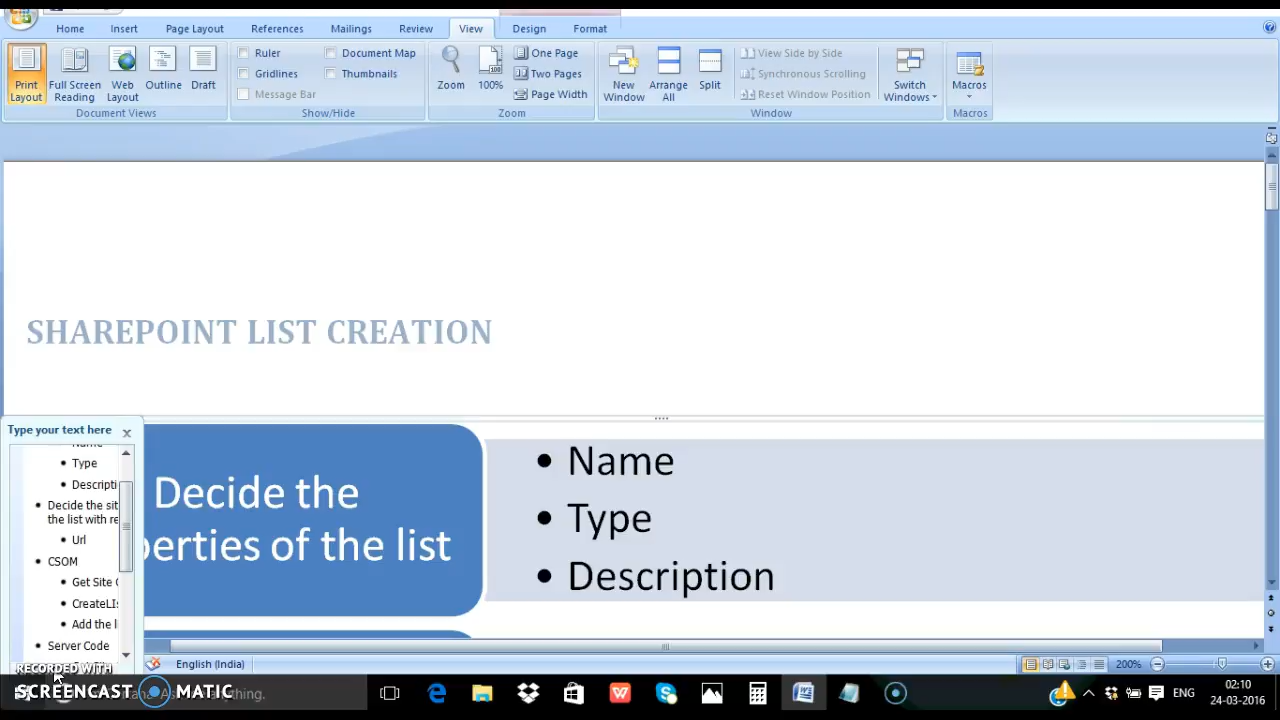 Home Insert Page Layout References Mailings Review View Design Format
Print Layout
Full Screen Reading
Web Layout
Outline
Draft
Document Views
Ruler
Gridlines
Message Bar
Document Map
Thumbnails
Show/Hide
Zoom
100%
One Page
Two Pages
Page Width
Zoom
New Window
Arrange All
Split
View Side by Side
Synchronous Scrolling
Reset Window Position
Switch Windows
Window
Macros
Macros
SHAREPOINT LIST CREATION
Type your text here
Name
• Type
• Descripti
• Decide the sit
the list with re
• Url
• CSOM
• Get Site
• CreateLIs
• Add the l
• Server Code
Decide the
perties of the list
• Name
• Type
• Description
English (India)
200%
RECORDED WITH
SCREENCAST MATIC
thing.
ENG
02:10
24-03-2016